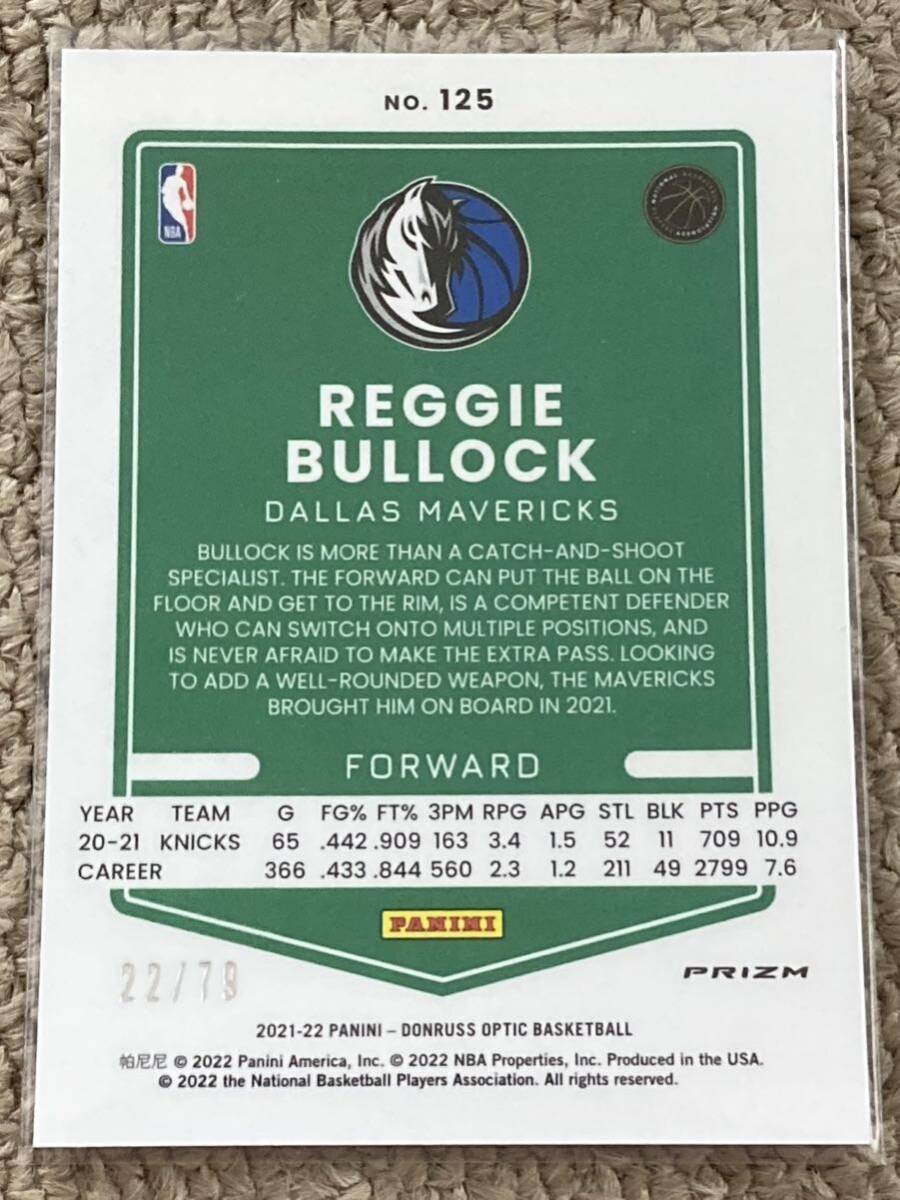 NO. 125
NBA
NATIONAL BASKETBALL
PLAYERS ASSOCIATION
REGGIE
BULLOCK
DALLAS MAVERICKS
BULLOCK IS MORE THAN A CATCH-AND-SHOOT
SPECIALIST. THE FORWARD CAN PUT THE BALL ON THE
FLOOR AND GET TO THE RIM, IS A COMPETENT DEFENDER
WHO CAN SWITCH ONTO MULTIPLE POSITIONS, AND
IS NEVER AFRAID TO MAKE THE EXTRA PASS. LOOKING
TO ADD A WELL-ROUNDED WEAPON, THE MAVERICKS
BROUGHT HIM ON BOARD IN 2021.
FORWARD
YEAR TEAM G FG% FT% 3PM RPG APG STL BLK PTS PPG
20-21 KNICKS 65 .442 .909 163 3.4 1.5 52 11 709 10.9
CAREER 366 .433 .844 560 2.3 1.2 211 49 2799 7.6
PANINI
22/79
PRIZM
2021-22 PANINI – DONRUSS OPTIC BASKETBALL
帕尼尼 © 2022 Panini America, Inc. © 2022 NBA Properties, Inc. Produced in the USA.
© 2022 the National Basketball Players Association. All rights reserved.